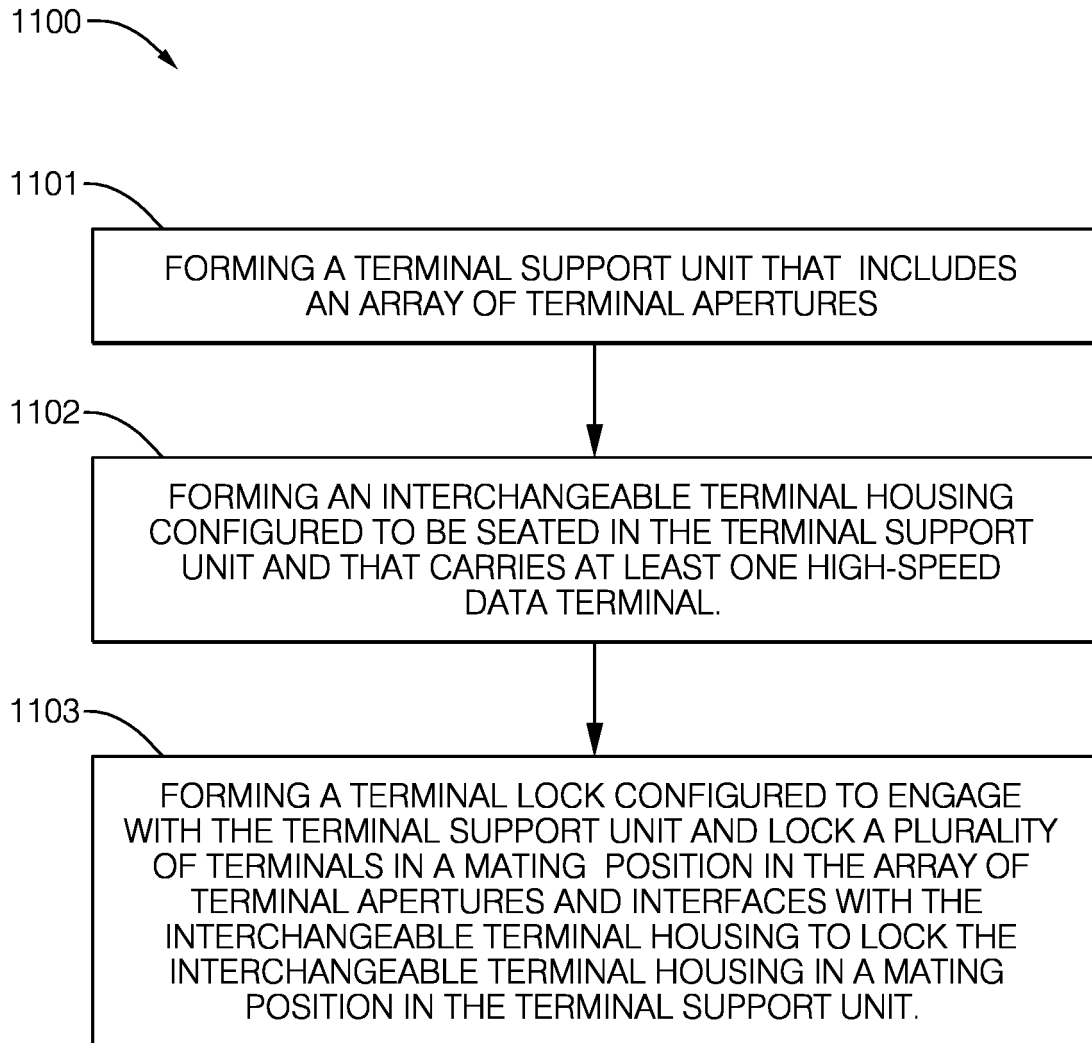 1100
1101
FORMING A TERMINAL SUPPORT UNIT THAT INCLUDES
AN ARRAY OF TERMINAL APERTURES
1102
FORMING AN INTERCHANGEABLE TERMINAL HOUSING
CONFIGURED TO BE SEATED IN THE TERMINAL SUPPORT
UNIT AND THAT CARRIES AT LEAST ONE HIGH-SPEED
DATA TERMINAL.
1103
FORMING A TERMINAL LOCK CONFIGURED TO ENGAGE
WITH THE TERMINAL SUPPORT UNIT AND LOCK A PLURALITY
OF TERMINALS IN A MATING POSITION IN THE ARRAY OF
TERMINAL APERTURES AND INTERFACES WITH THE
INTERCHANGEABLE TERMINAL HOUSING TO LOCK THE
INTERCHANGEABLE TERMINAL HOUSING IN A MATING
POSITION IN THE TERMINAL SUPPORT UNIT.